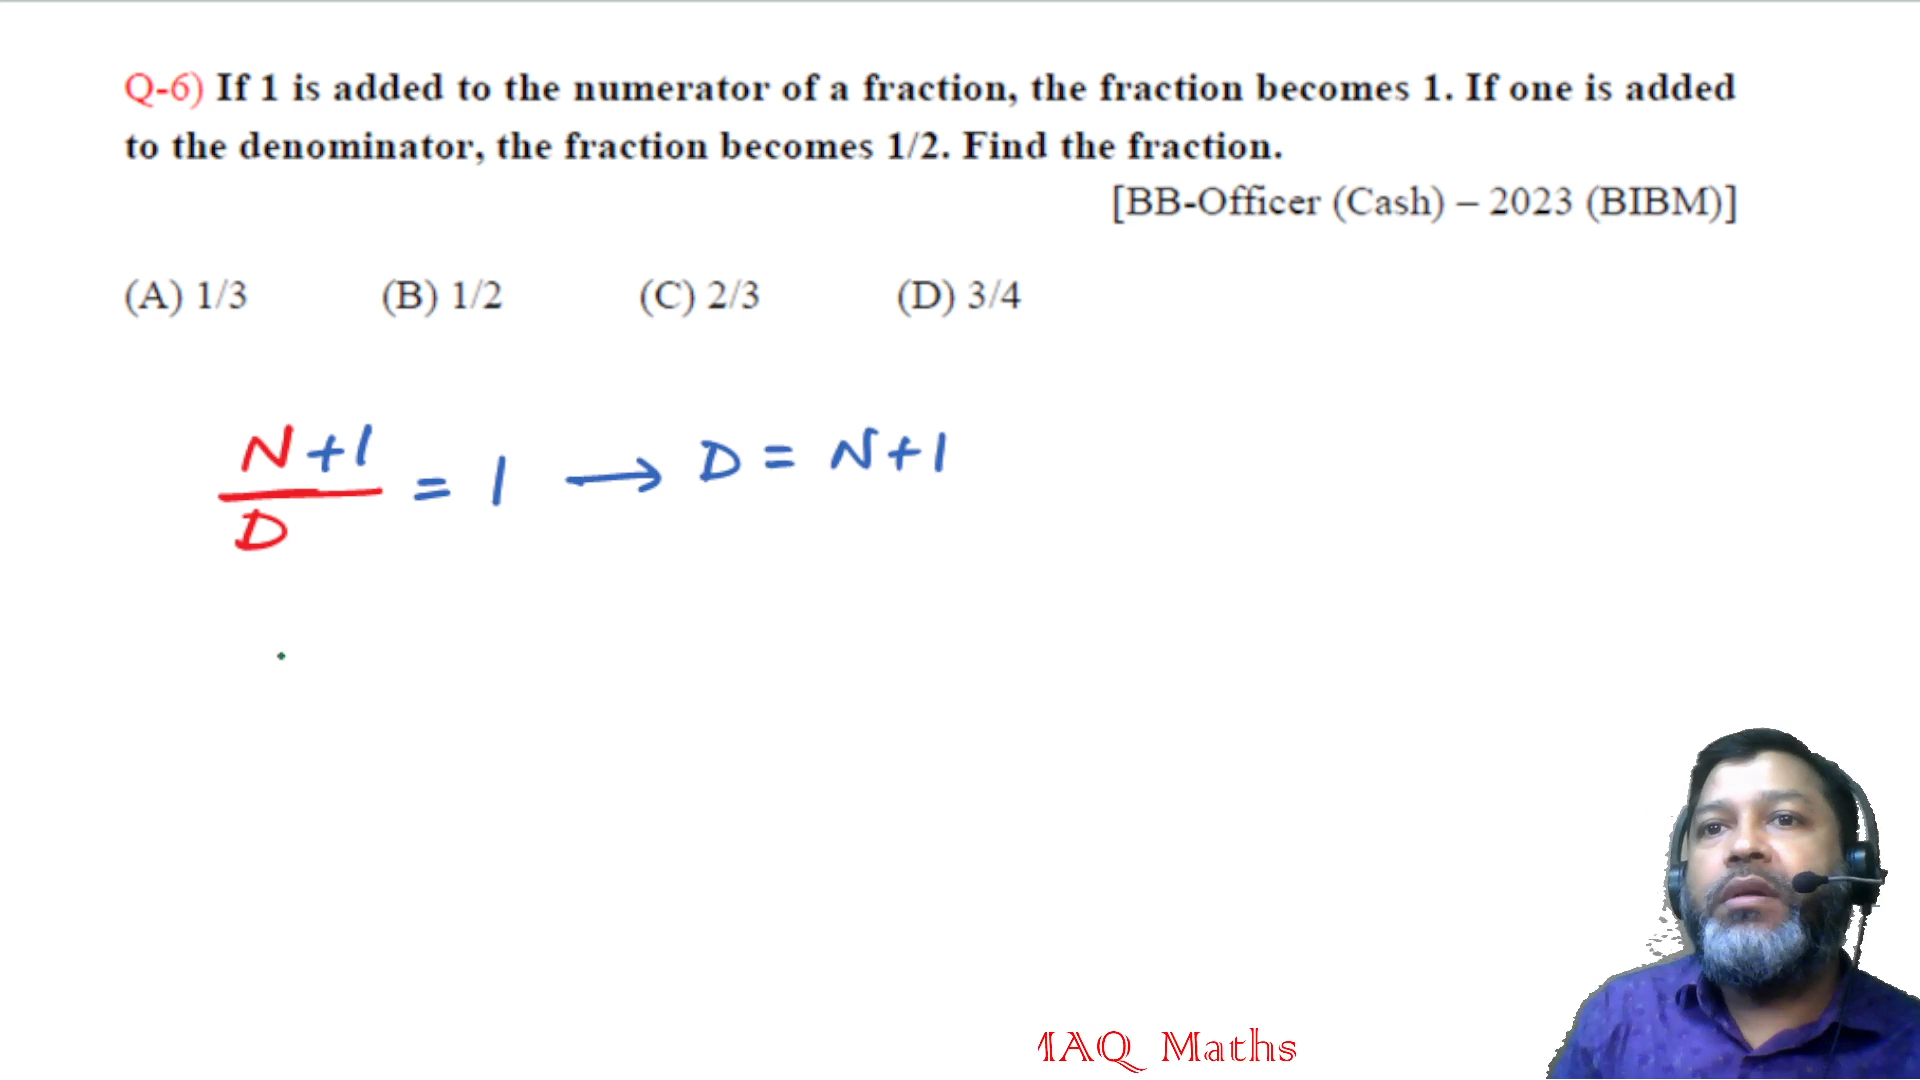 Q-6) If 1 is added to the numerator of a fraction, the fraction becomes 1. If one is added
to the denominator, the fraction becomes 1/2. Find the fraction.
[BB-Officer (Cash) – 2023 (BIBM)]
(A) 1/3 (B) 1/2 (C) 2/3 (D) 3/4
N+1
D
= 1 → D = N+1
MAQ Maths